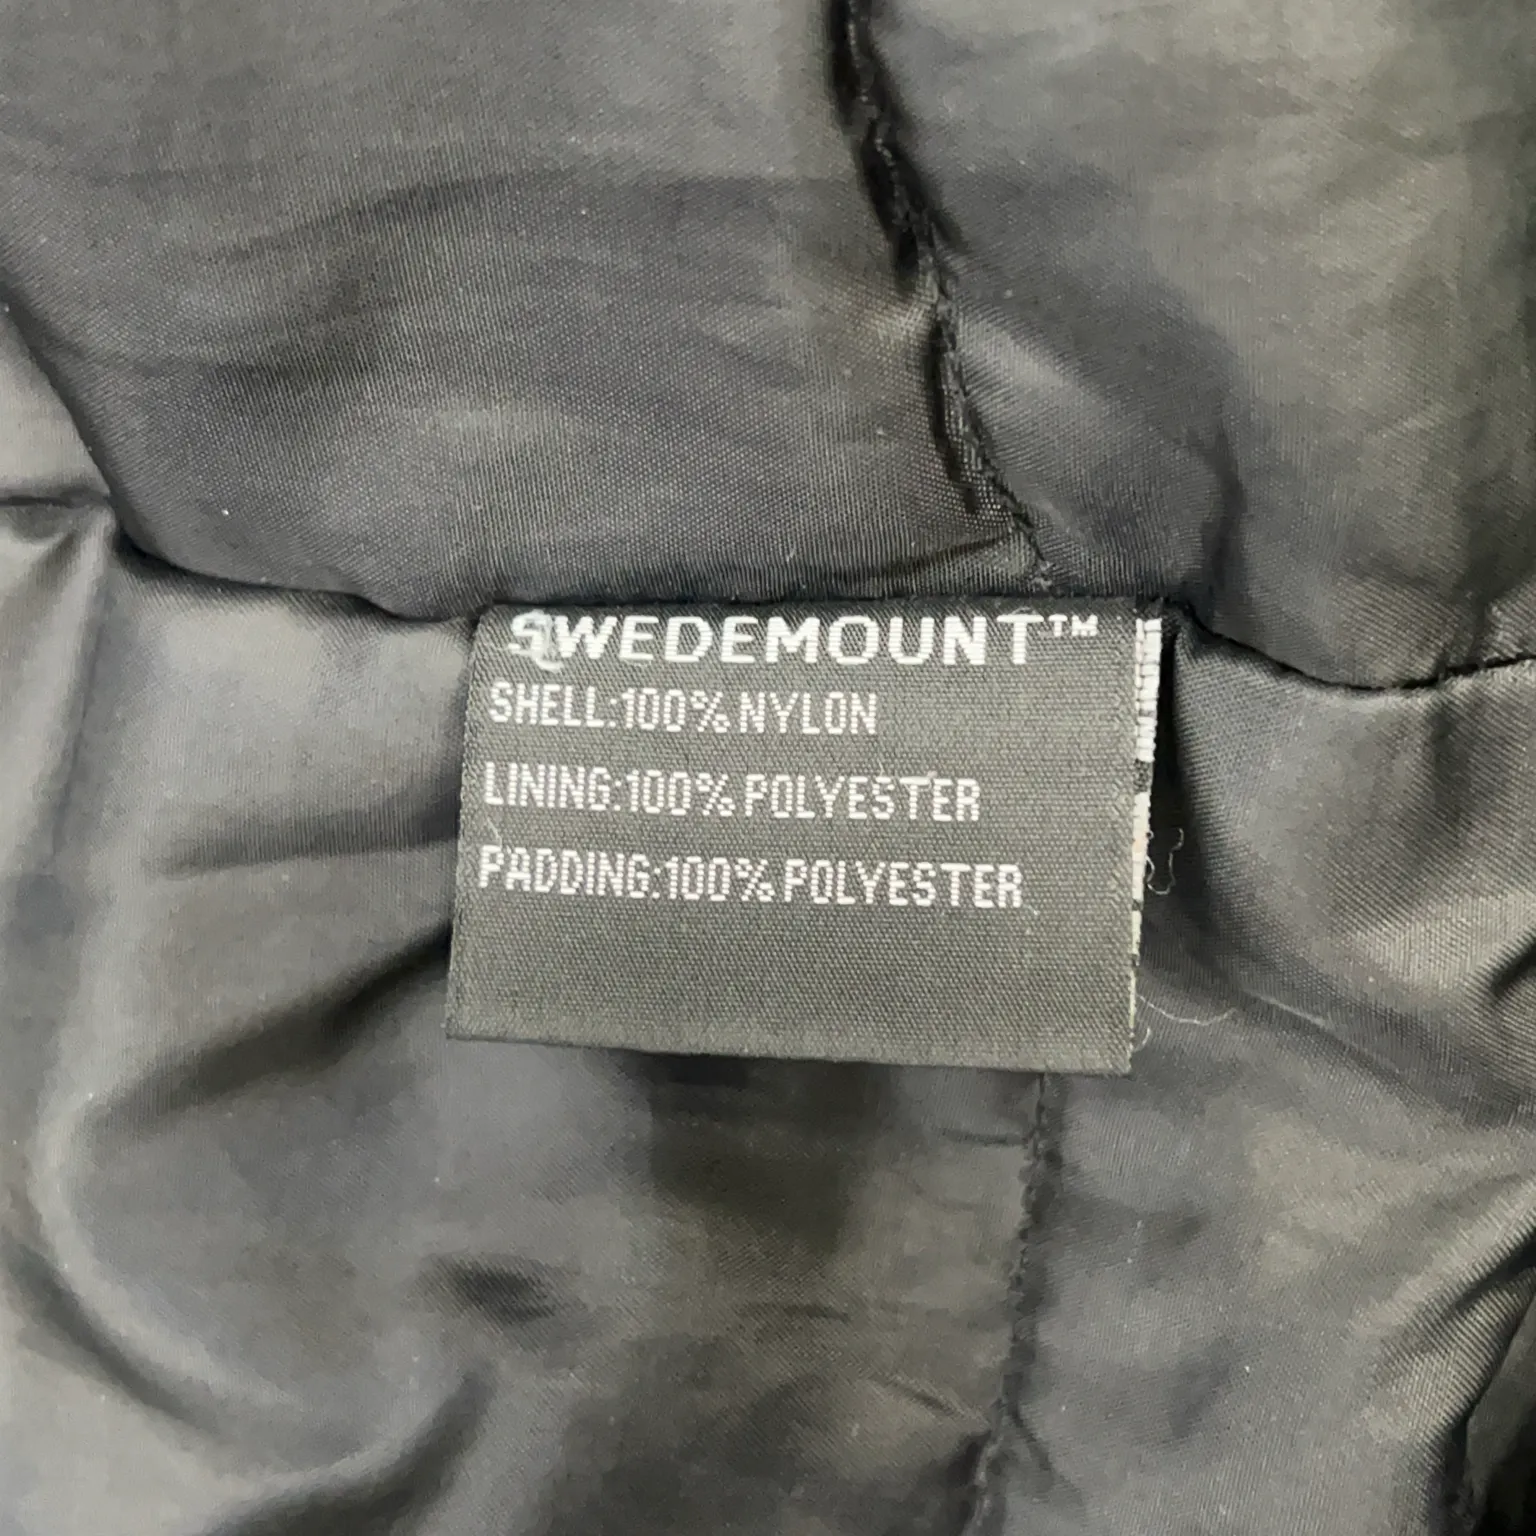 SWEDEMOUNT™
SHELL:100% NYLON
LINING:100% POLYESTER
PADDING:100% POLYESTER